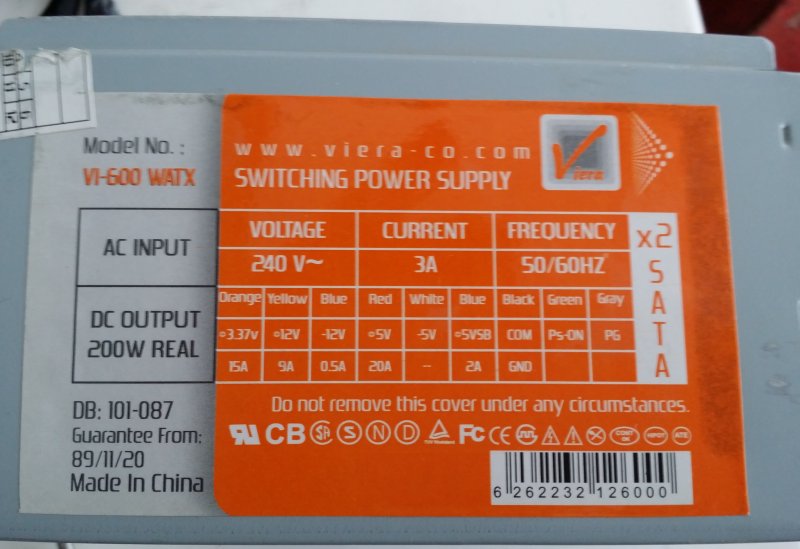 Model No. :
VI-600 WATX
www.viera-co.com
SWITCHING POWER SUPPLY
Viera
AC INPUT
VOLTAGE CURRENT FREQUENCY
240 V~ 3A 50/60HZ
x2 SATA
DC OUTPUT
200W REAL
Orange Yellow Blue Red White Blue Black Green Gray
+3.37v +12V -12V +5V -5V +5VSB COM Ps-ON PG
15A 9A 0.5A 20A -- 2A GND
DB: 101-087
Guarantee From:
89/11/20
Made In China
Do not remove this cover under any circumstances.
CB SA S N D FC CE
6 262232 126000